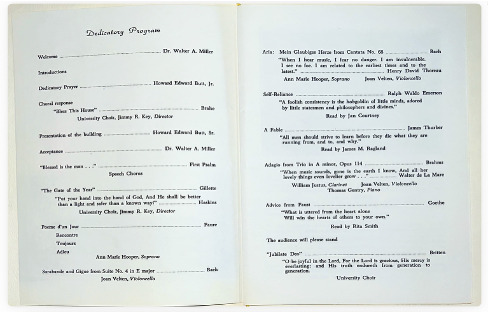 Dedicatory Program
Welcome Dr. Walter A. Miller
Introductions
Dedicatory Prayer Howard Edward Butt, Jr.
Choral response
"Bless This House" Brahe
University Choir, Jimmy R. Key, Director
Presentation of the building Howard Edward Butt, Sr.
Acceptance Dr. Walter A. Miller
"Blessed is the man . . ." First Psalm
Speech Chorus
"The Gate of the Year" Gillette
"Put your hand into the hand of God, And He shall be better
than a light and safer than a known way!" Haskins
University Choir, Jimmy R. Key, Director
Poeme d'un Jour Faure
Rencontre
Toujours
Adieu
Ann Marie Hooper, Soprano
Sarabande and Gigue from Suite No. 4 in E major Bach
Joan Velten, Violoncello
Aria: Mein Glaubiges Herze from Cantata No. 68 Bach
"When I hear music, I fear no danger. I am invulnerable.
I see no foe. I am related to the earliest times and to the
latest." Henry David Thoreau
Ann Marie Hooper, Soprano Joan Velten, Violoncello
Self-Reliance Ralph Waldo Emerson
"A foolish consistency is the hobgoblin of little minds, adored
by little statesmen and philosophers and divines."
Read by Jan Courtney
A Fable James Thurber
"All men should strive to learn before they die what they are
running from, and to, and why."
Read by James M. Ragland
Adagio from Trio in A minor, Opus 114 Brahms
"When music sounds, gone is the earth I know, And all her
lovely things even lovelier grow . . ." Walter de La Mare
William Justus, Clarinet Joan Velten, Violoncello
Thomas Gentry, Piano
Advice from Faust Goethe
"What is uttered from the heart alone
Will win the hearts of others to your own."
Read by Rita Smith
The audience will please stand
"Jubilate Deo" Britten
"O be joyful in the Lord, For the Lord is gracious, His mercy is
everlasting; and His truth endureth from generation to
generation.
University Choir